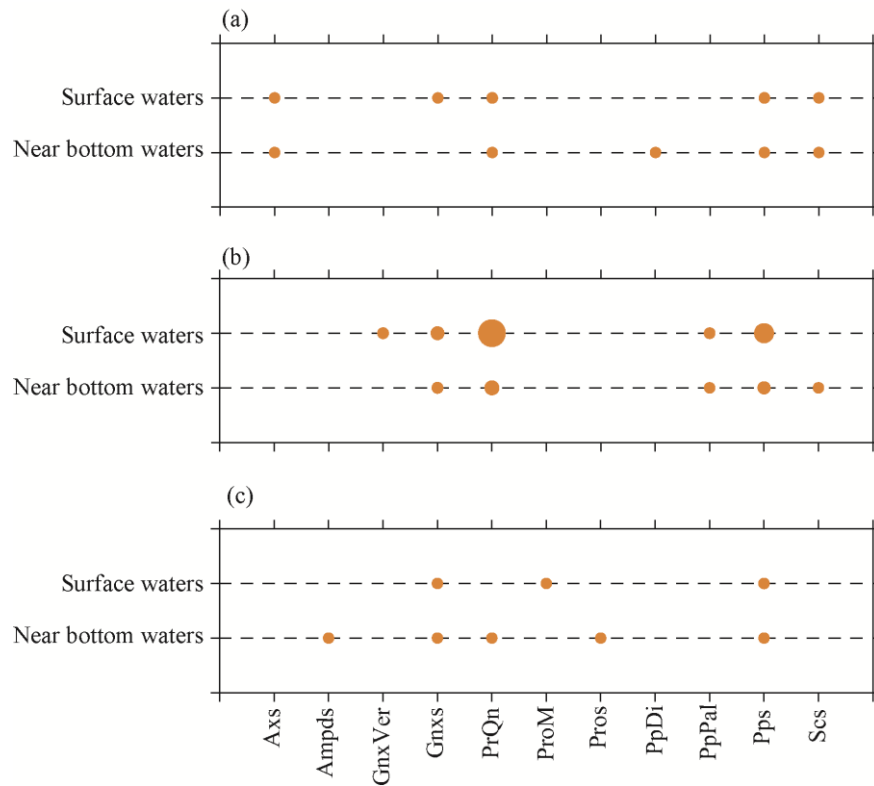 (a)
Surface waters
Near bottom waters
(b)
Surface waters
Near bottom waters
(c)
Surface waters
Near bottom waters
Axs
Ampds
GnxVer
Gnxs
PrQn
ProM
Pros
PpDi
PpPal
Pps
Scs